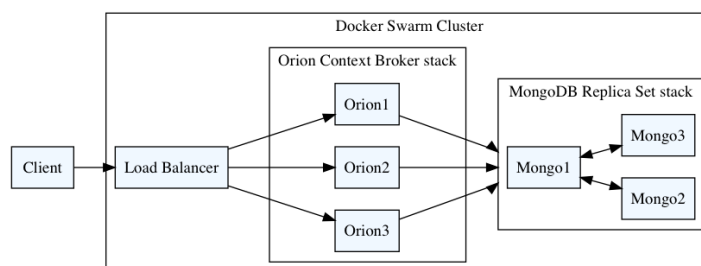 Docker Swarm Cluster
Orion Context Broker stack
MongoDB Replica Set stack
Orion1
Mongo3
Client
Load Balancer
Orion2
Mongo1
Mongo2
Orion3